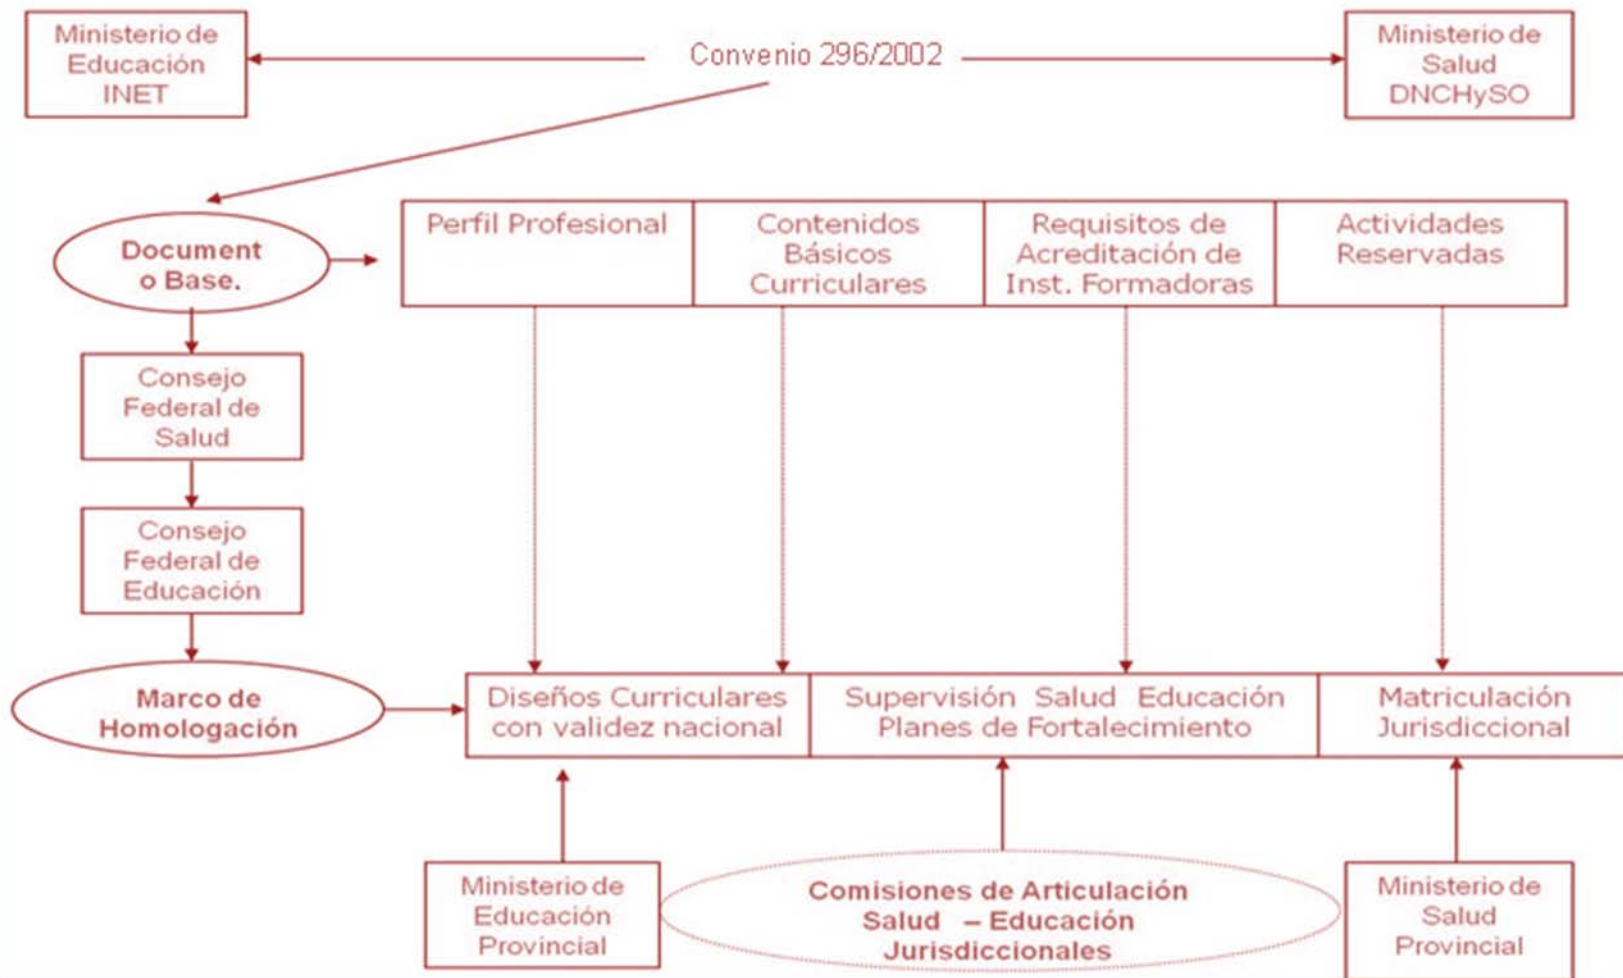 Ministerio de
Educación
INET
Convenio 296/2002
Ministerio de
Salud
DNCHySO
Document
o Base.
Perfil Profesional
Contenidos
Básicos
Curriculares
Requisitos de
Acreditación de
Inst. Formadoras
Actividades
Reservadas
Consejo
Federal de
Salud
Consejo
Federal de
Educación
Marco de
Homologación
Diseños Curriculares
con validez nacional
Supervisión Salud Educación
Planes de Fortalecimiento
Matriculación
Jurisdiccional
Ministerio de
Educación
Provincial
Comisiones de Articulación
Salud – Educación
Jurisdiccionales
Ministerio de
Salud
Provincial